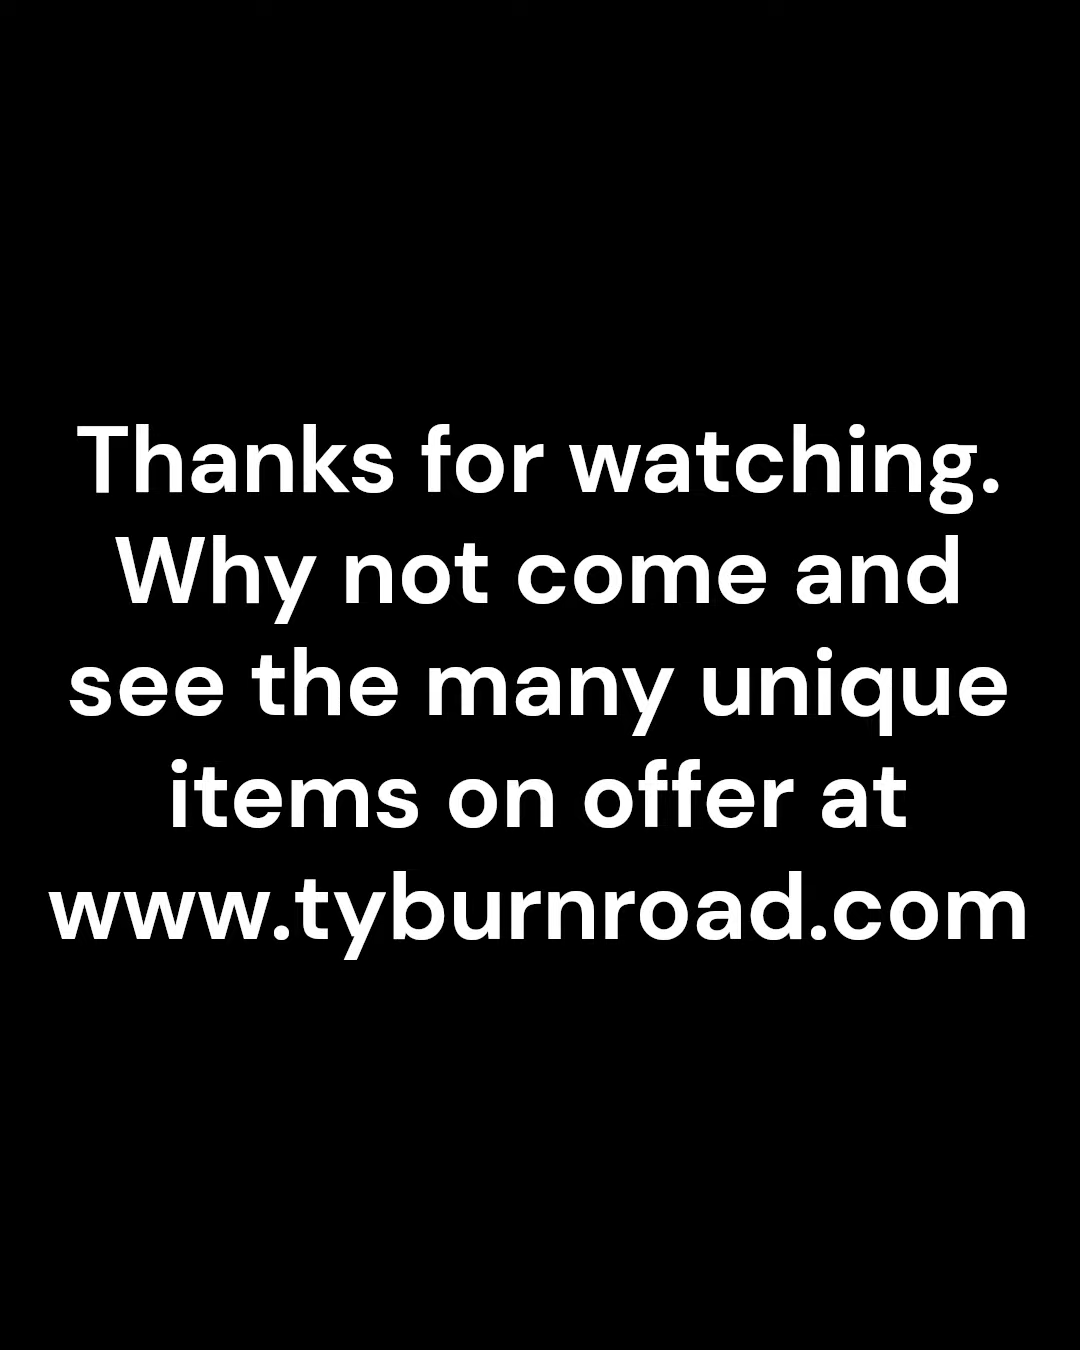 Thanks for watching.
Why not come and
see the many unique
items on offer at
www.tyburnroad.com